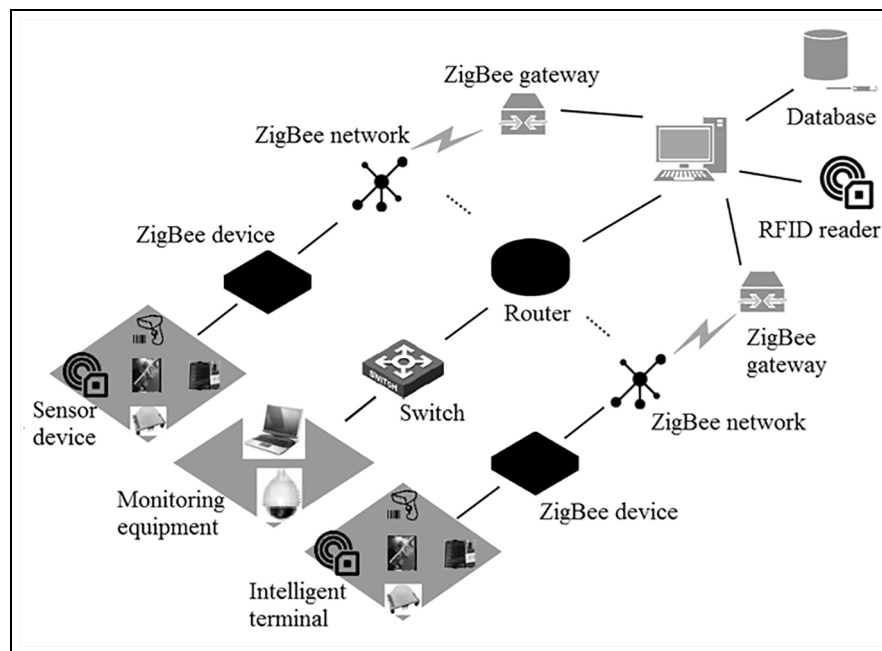 ZigBee gateway
Database
ZigBee network
RFID reader
ZigBee device
Router
ZigBee
gateway
SWITCH
Switch
Sensor
device
ZigBee network
Monitoring
equipment
ZigBee device
Intelligent
terminal